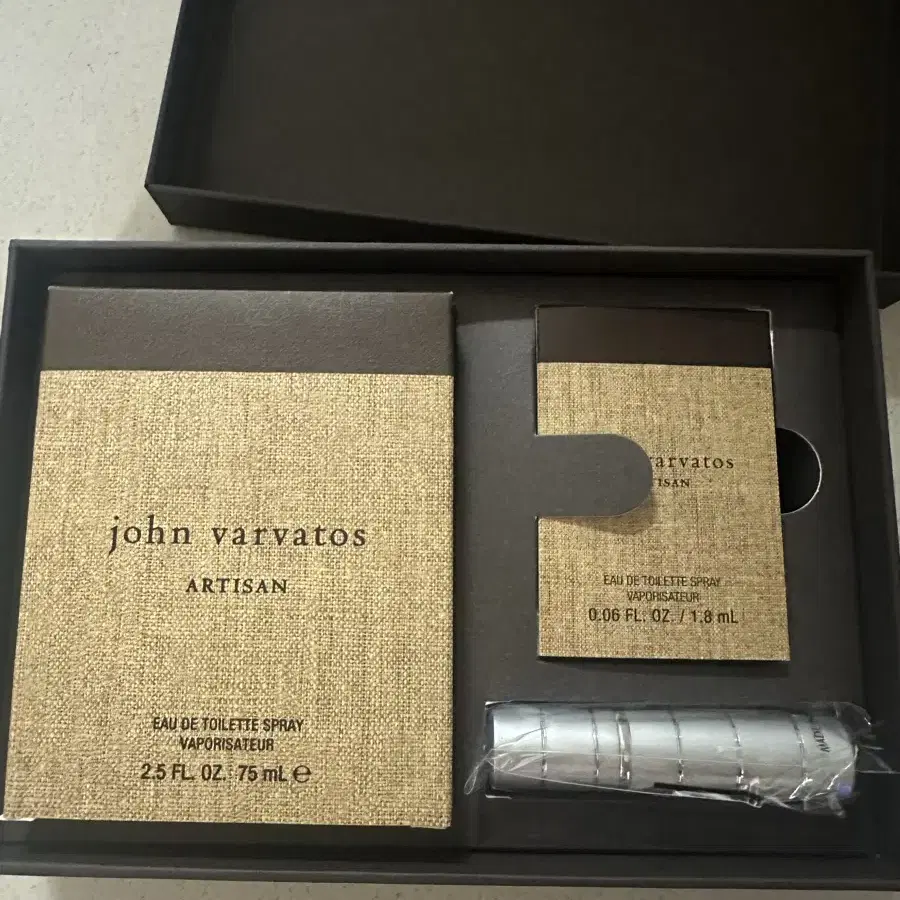 john varvatos
ARTISAN
EAU DE TOILETTE SPRAY
VAPORISATEUR
2.5 FL. OZ. 75 mL ℮
varvatos
ISAN
EAU DE TOILETTE SPRAY
VAPORISATEUR
0.06 FL. OZ. / 1.8 mL